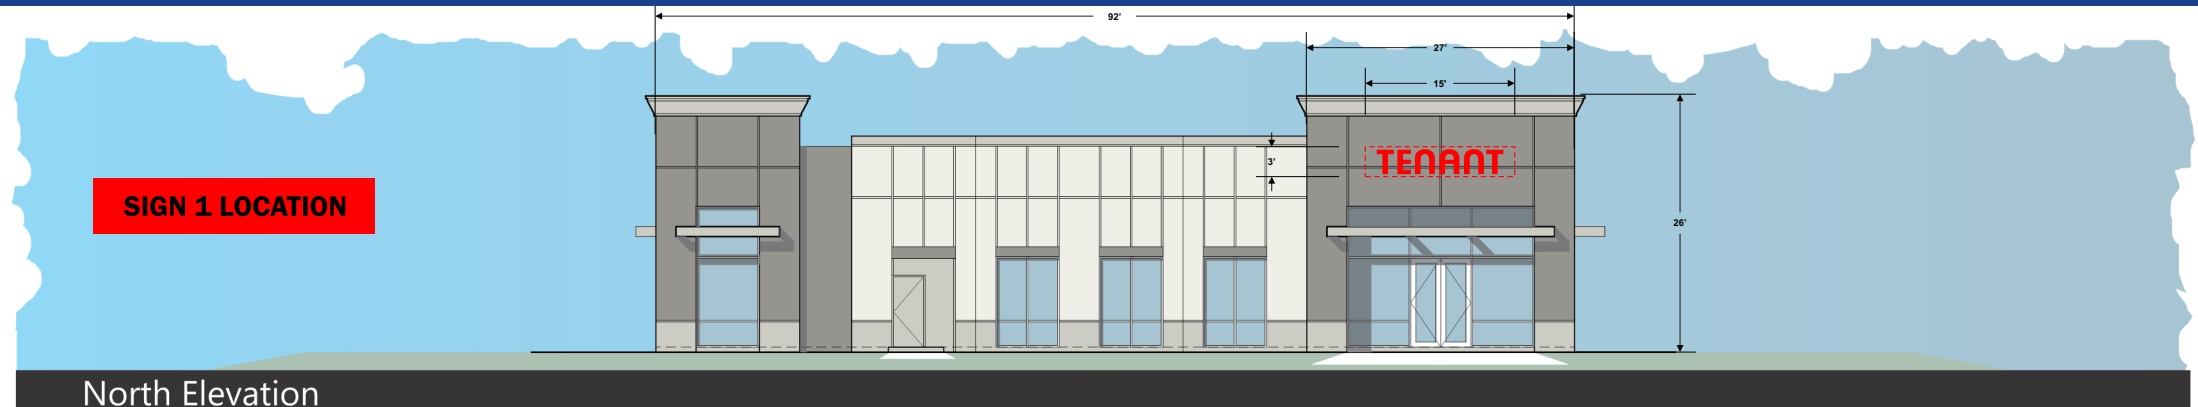 92'
27'
15'
3'
TENANT
SIGN 1 LOCATION
26'
North Elevation